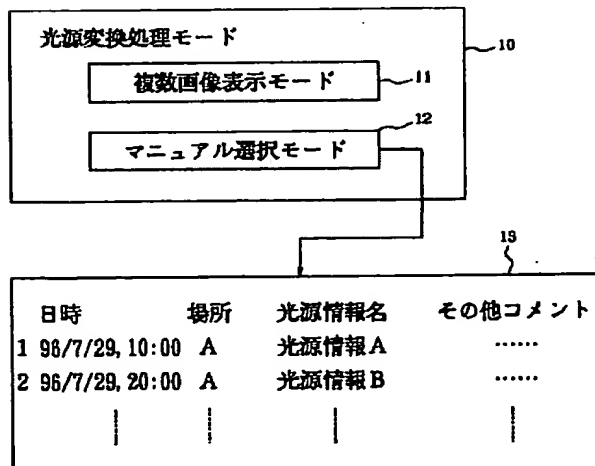 光源変換処理モード
10
複数画像表示モード
11
12
マニュアル選択モード
13
日時 場所 光源情報名 その他コメント
1 96/7/29, 10:00 A 光源情報A ……
2 96/7/29, 20:00 A 光源情報B ……